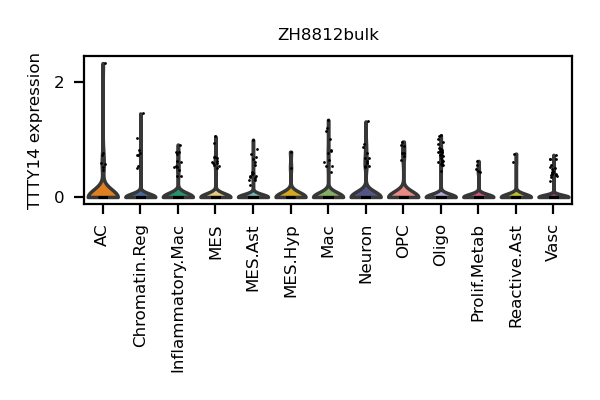 ZH8812bulk
TTTY14 expression
2
0
AC
Chromatin.Reg
Inflammatory.Mac
MES
MES.Ast
MES.Hyp
Mac
Neuron
OPC
Oligo
Prolif.Metab
Reactive.Ast
Vasc